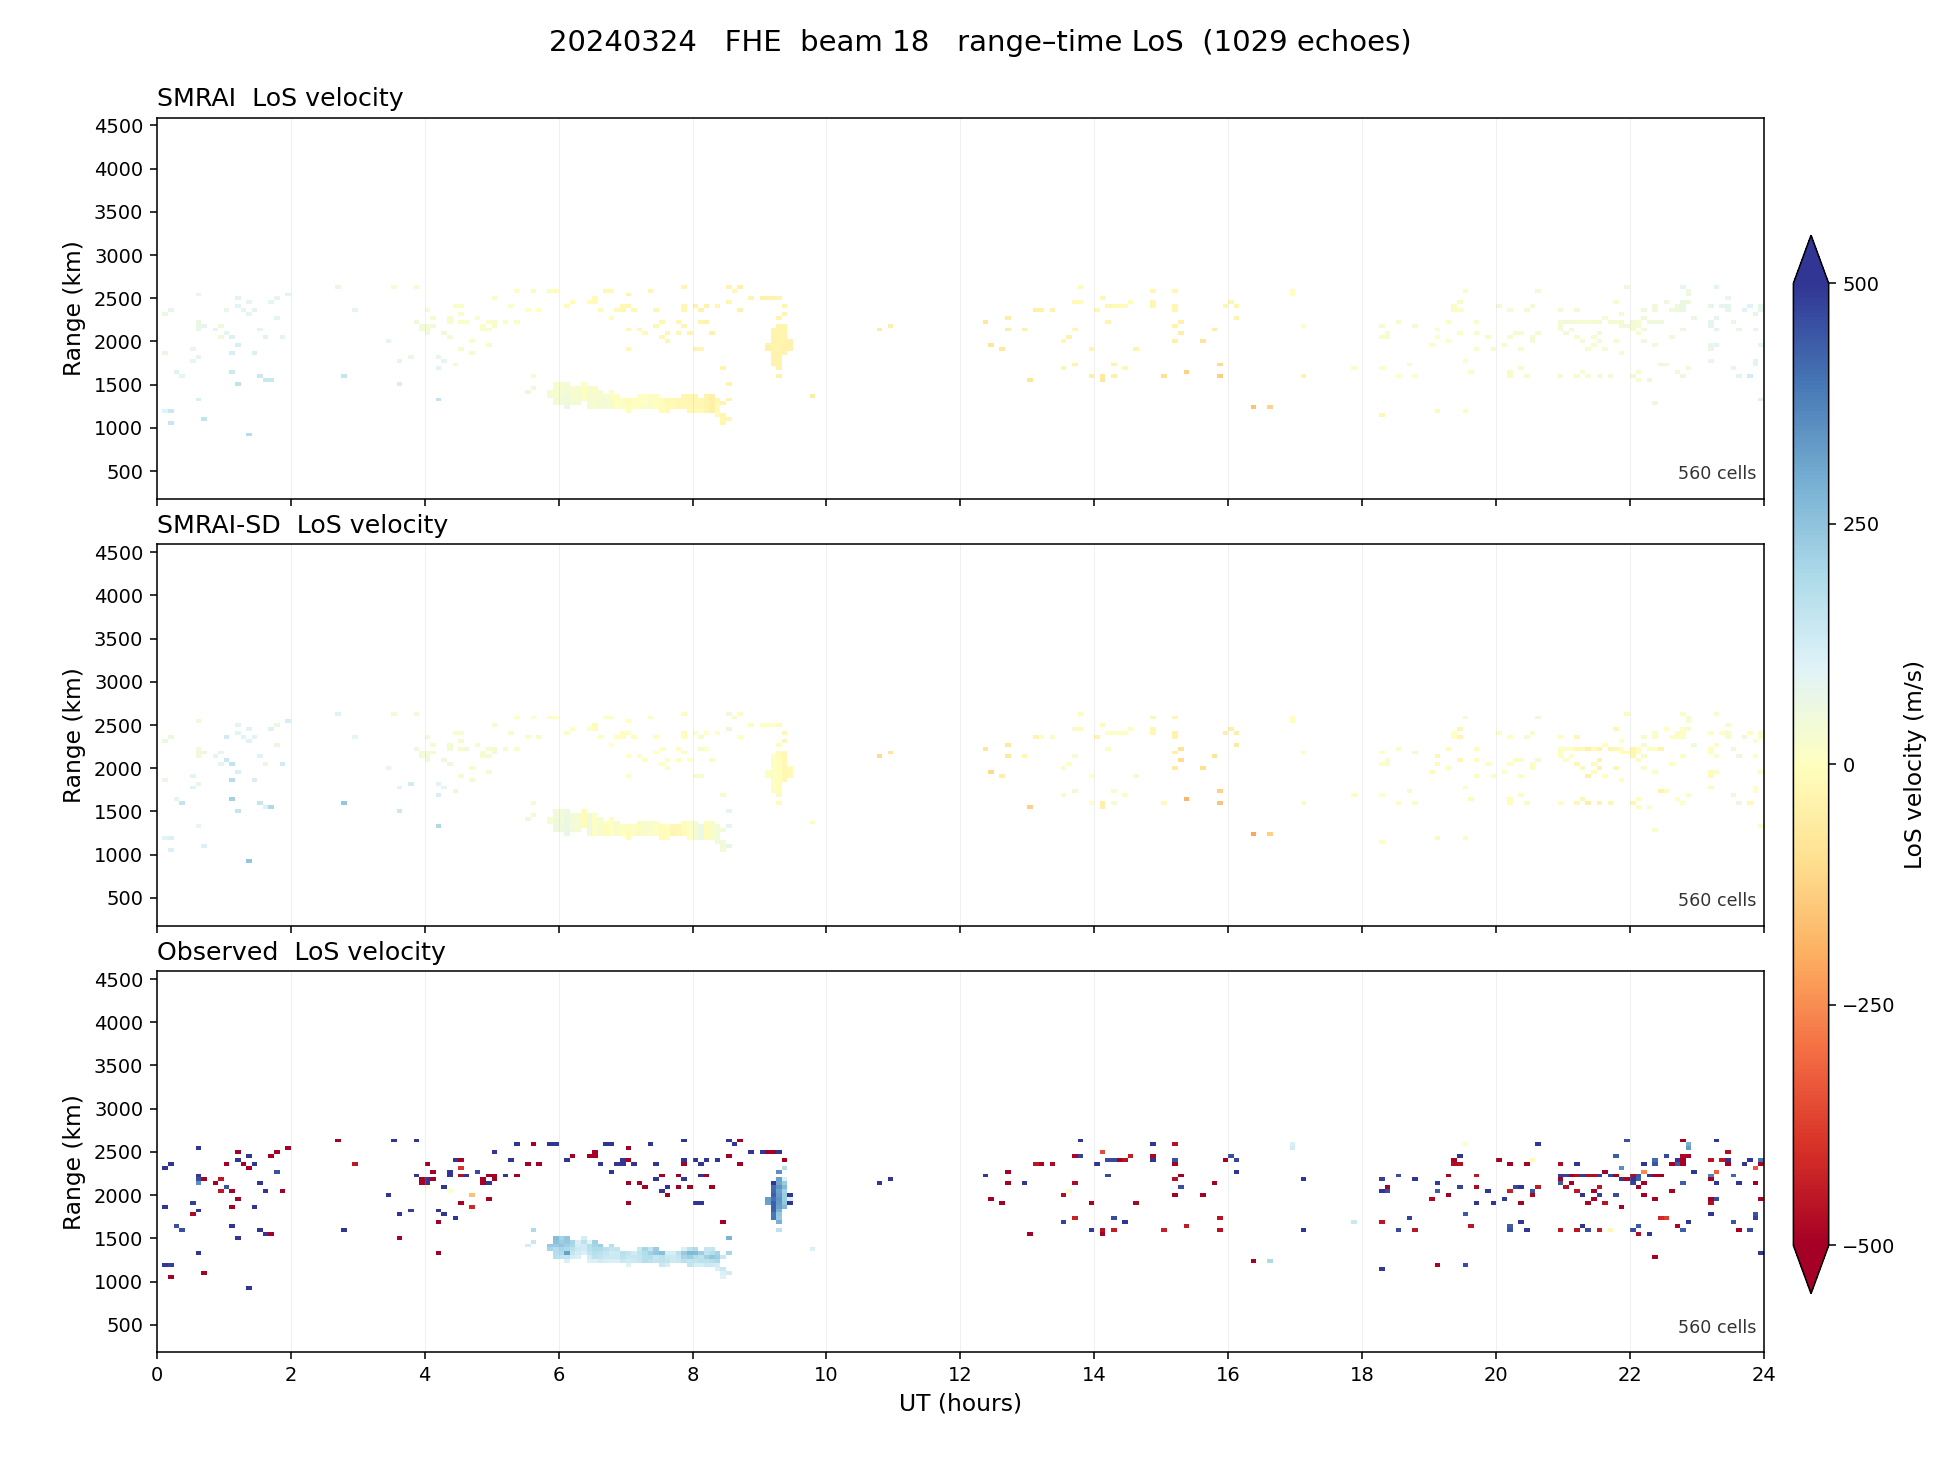 20240324   FHE  beam 18   range–time LoS  (1029 echoes)
SMRAI  LoS velocity
4500
4000
3500
3000
2500
2000
1500
1000
500
Range (km)
560 cells
SMRAI-SD  LoS velocity
4500
4000
3500
3000
2500
2000
1500
1000
500
Range (km)
560 cells
Observed  LoS velocity
4500
4000
3500
3000
2500
2000
1500
1000
500
Range (km)
560 cells
0 2 4 6 8 10 12 14 16 18 20 22 24
UT (hours)
500
250
0
−250
−500
LoS velocity (m/s)